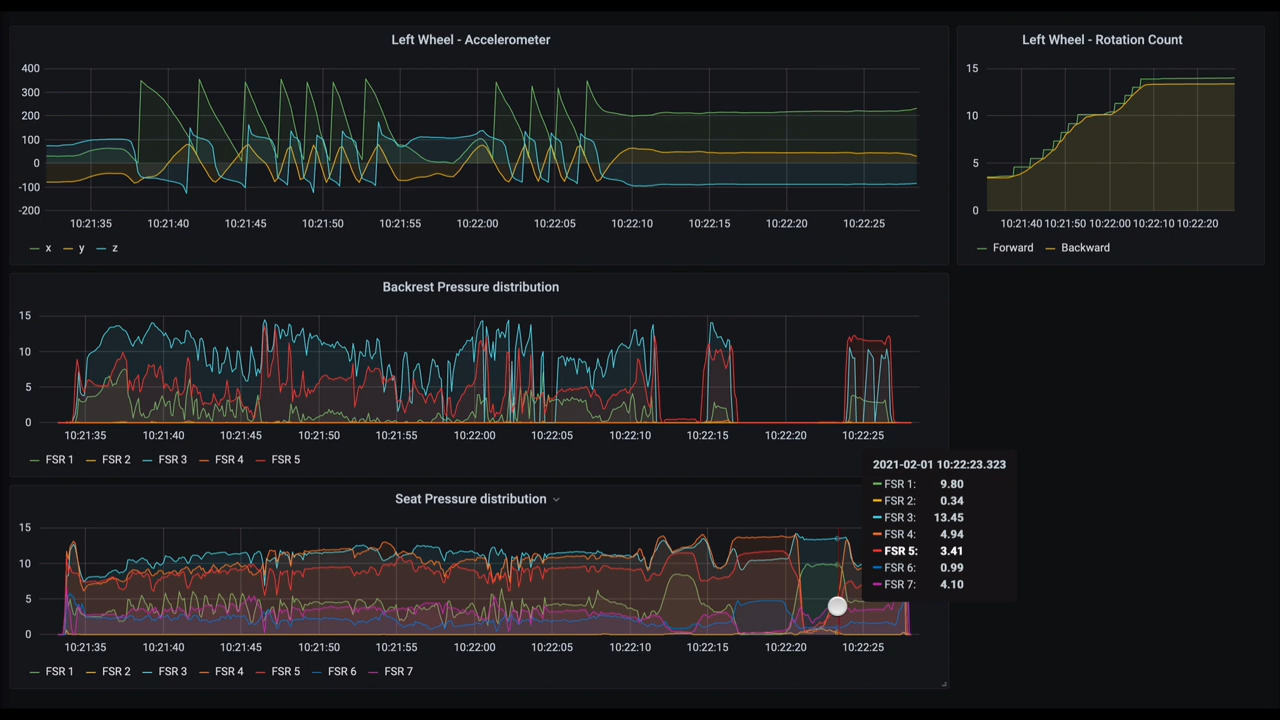 Left Wheel - Accelerometer
400
300
200
100
0
-100
-200
10:21:35 10:21:40 10:21:45 10:21:50 10:21:55 10:22:00 10:22:05 10:22:10 10:22:15 10:22:20 10:22:25
x y z
Left Wheel - Rotation Count
15
10
5
0
10:21:40 10:21:50 10:22:00 10:22:10 10:22:20
Forward Backward
Backrest Pressure distribution
15
10
5
0
10:21:35 10:21:40 10:21:45 10:21:50 10:21:55 10:22:00 10:22:05 10:22:10 10:22:15 10:22:20 10:22:25
FSR 1 FSR 2 FSR 3 FSR 4 FSR 5
Seat Pressure distribution
15
10
5
0
10:21:35 10:21:40 10:21:45 10:21:50 10:21:55 10:22:00 10:22:05 10:22:10 10:22:15 10:22:20 10:22:25
FSR 1 FSR 2 FSR 3 FSR 4 FSR 5 FSR 6 FSR 7
2021-02-01 10:22:23.323
FSR 1: 9.80
FSR 2: 0.34
FSR 3: 13.45
FSR 4: 4.94
FSR 5: 3.41
FSR 6: 0.99
FSR 7: 4.10